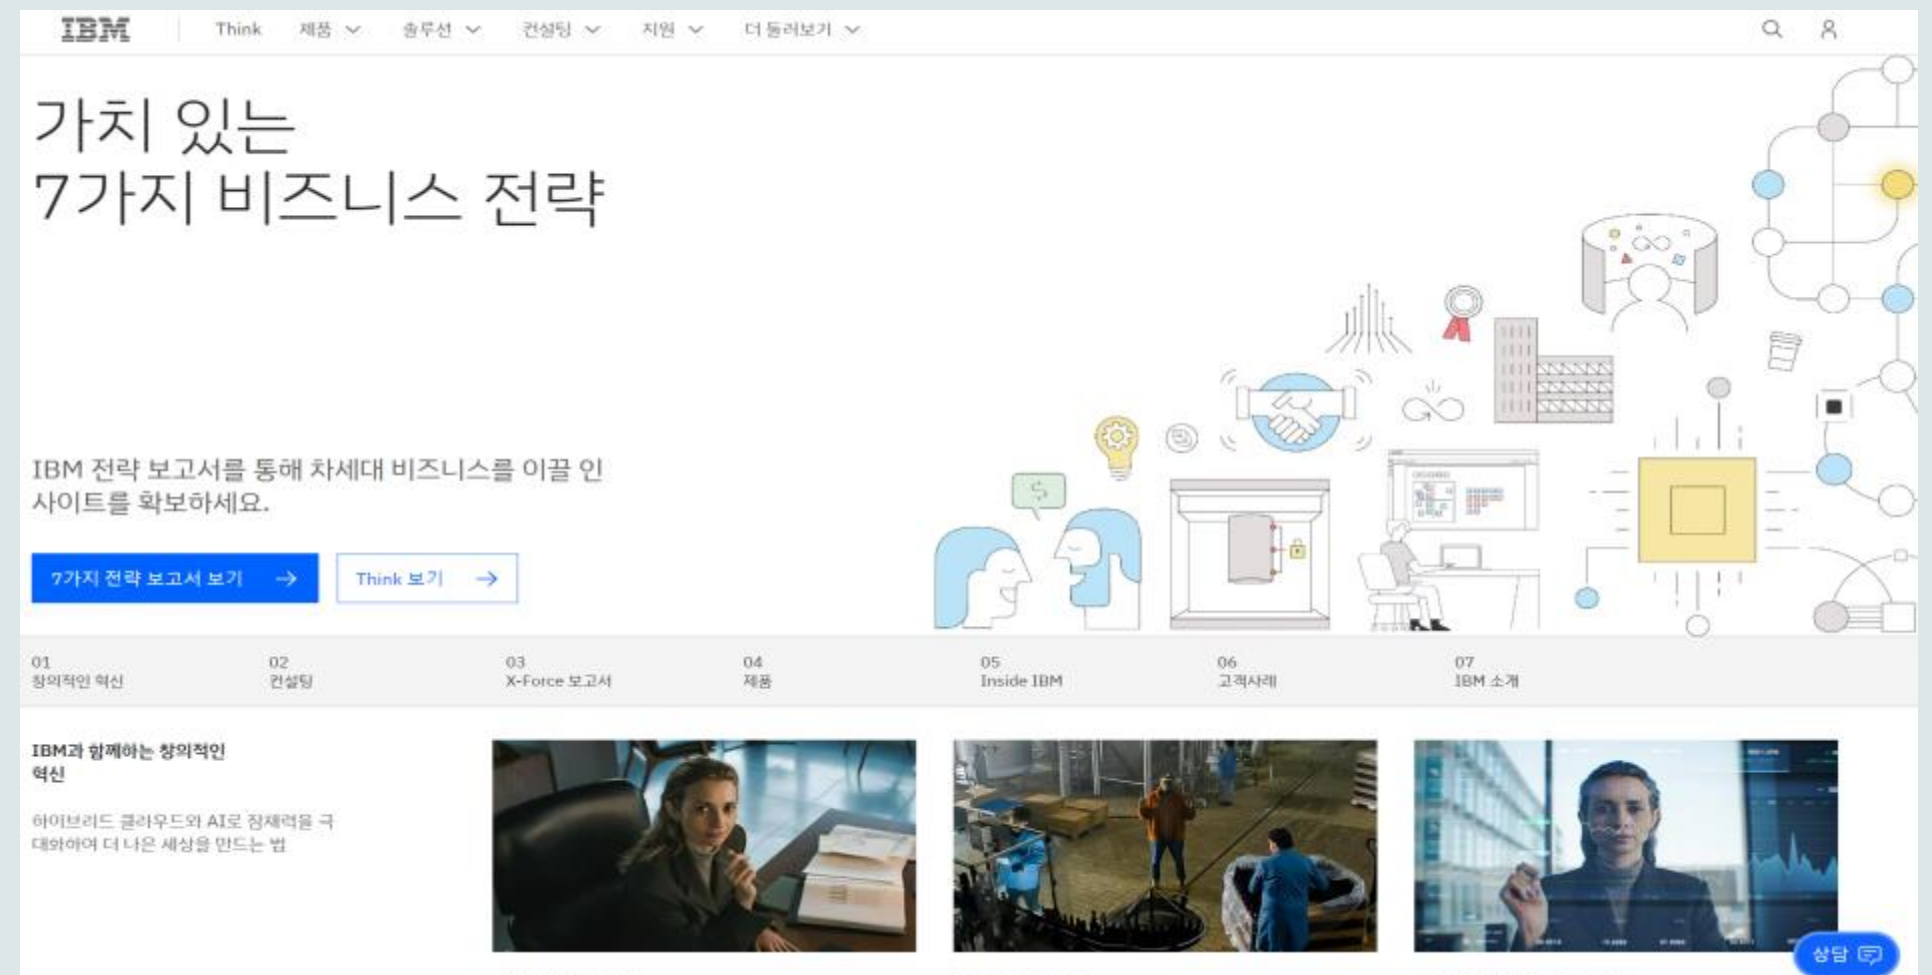 IBM
Think 제품 솔루션 컨설팅 지원 더 둘러보기
가치 있는
7가지 비즈니스 전략
IBM 전략 보고서를 통해 차세대 비즈니스를 이끌 인
사이트를 확보하세요.
7가지 전략 보고서 보기 →
Think 보기 →
01
창의적인 혁신
02
컨설팅
03
X-Force 보고서
04
제품
05
Inside IBM
06
고객사례
07
IBM 소개
IBM과 함께하는 창의적인
혁신
하이브리드 클라우드와 AI로 잠재력을 극
대화하여 더 나은 세상을 만드는 법
상담